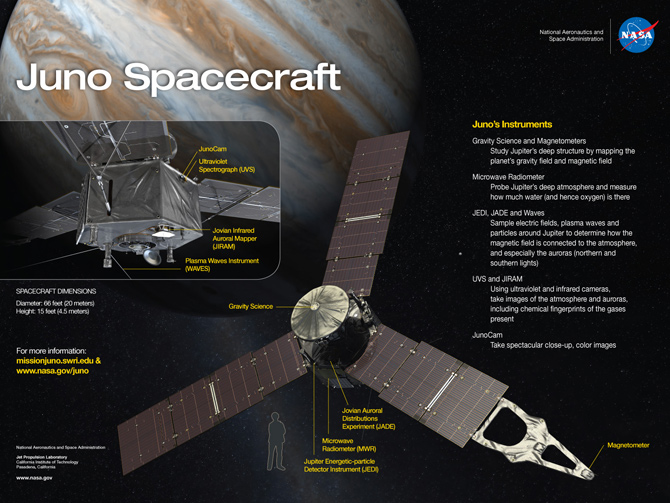 National Aeronautics and
Space Administration
NASA
Juno Spacecraft
JunoCam
Ultraviolet
Spectrograph (UVS)
Jovian Infrared
Auroral Mapper
(JIRAM)
Plasma Waves Instrument
(WAVES)
SPACECRAFT DIMENSIONS
Diameter: 66 feet (20 meters)
Height: 15 feet (4.5 meters)
For more information:
missionjuno.swri.edu &
www.nasa.gov/juno
Gravity Science
Jovian Auroral
Distributions
Experiment (JADE)
Microwave
Radiometer (MWR)
Jupiter Energetic-particle
Detector Instrument (JEDI)
Magnetometer
Juno's Instruments
Gravity Science and Magnetometers
Study Jupiter's deep structure by mapping the
planet's gravity field and magnetic field
Microwave Radiometer
Probe Jupiter's deep atmosphere and measure
how much water (and hence oxygen) is there
JEDI, JADE and Waves
Sample electric fields, plasma waves and
particles around Jupiter to determine how the
magnetic field is connected to the atmosphere,
and especially the auroras (northern and
southern lights)
UVS and JIRAM
Using ultraviolet and infrared cameras,
take images of the atmosphere and auroras,
including chemical fingerprints of the gases
present
JunoCam
Take spectacular close-up, color images
National Aeronautics and Space Administration
Jet Propulsion Laboratory
California Institute of Technology
Pasadena, California
www.nasa.gov